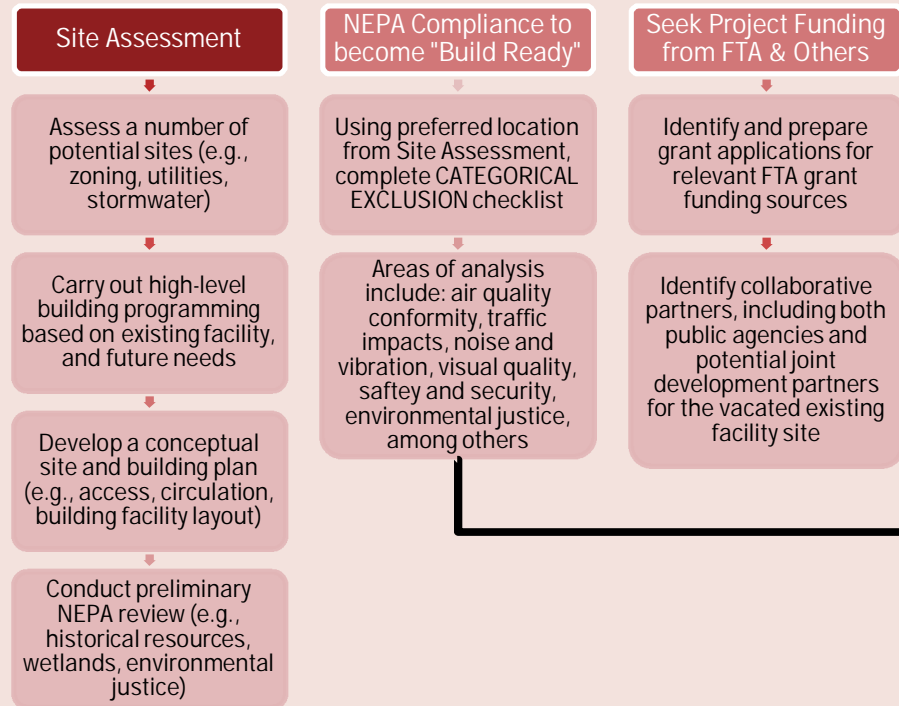 Site Assessment
Assess a number of
potential sites (e.g.,
zoning, utilities,
stormwater)
Carry out high-level
building programming
based on existing facility,
and future needs
Develop a conceptual
site and building plan
(e.g., access, circulation,
building facility layout)
Conduct preliminary
NEPA review (e.g.,
historical resources,
wetlands, environmental
justice)
NEPA Compliance to
become "Build Ready"
Using preferred location
from Site Assessment,
complete CATEGORICAL
EXCLUSION checklist
Areas of analysis
include: air quality
conformity, traffic
impacts, noise and
vibration, visual quality,
saftey and security,
environmental justice,
among others
Seek Project Funding
from FTA & Others
Identify and prepare
grant applications for
relevant FTA grant
funding sources
Identify collaborative
partners, including both
public agencies and
potential joint
development partners
for the vacated existing
facility site